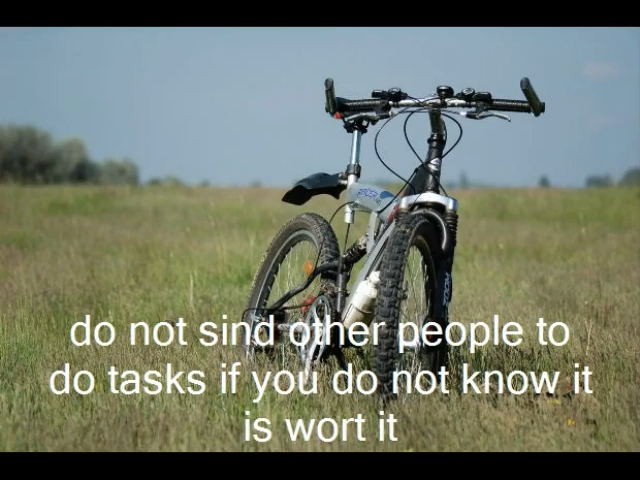 do not sind other people to
do tasks if you do not know it
is wort it